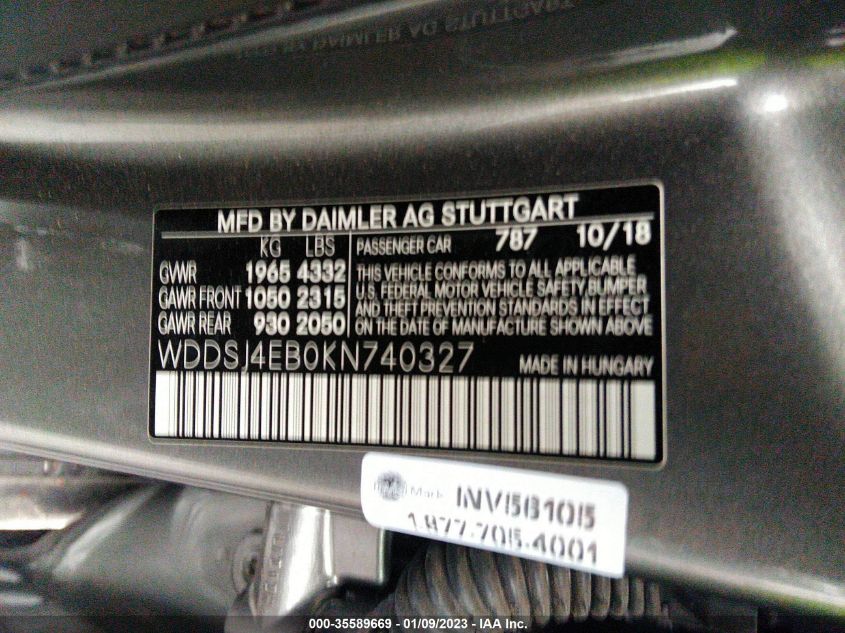 MFD BY DAIMLER AG STUTTGART
KG LBS
GVWR 1965 4332
GAWR FRONT 1050 2315
GAWR REAR 930 2050
PASSENGER CAR 787 10/18
THIS VEHICLE CONFORMS TO ALL APPLICABLE
U.S. FEDERAL MOTOR VEHICLE SAFETY, BUMPER
AND THEFT PREVENTION STANDARDS IN EFFECT
ON THE DATE OF MANUFACTURE SHOWN ABOVE
WDDSJ4EB0KN740327
MADE IN HUNGARY
Mark
1.877.705.4001
000-35589669 - 01/09/2023 - IAA Inc.